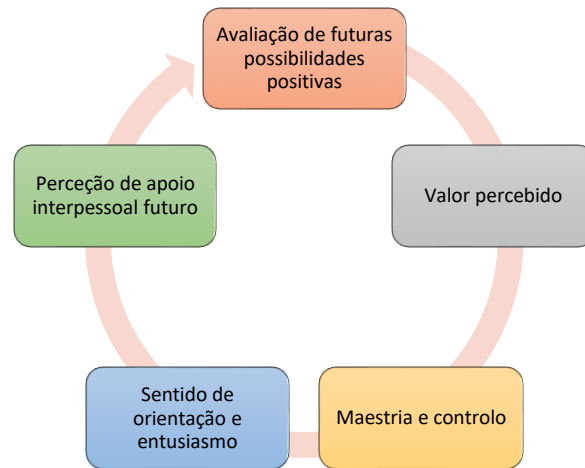 Avaliação de futuras
possibilidades
positivas
Valor percebido
Maestria e controlo
Sentido de
orientação e
entusiasmo
Perceção de apoio
interpessoal futuro